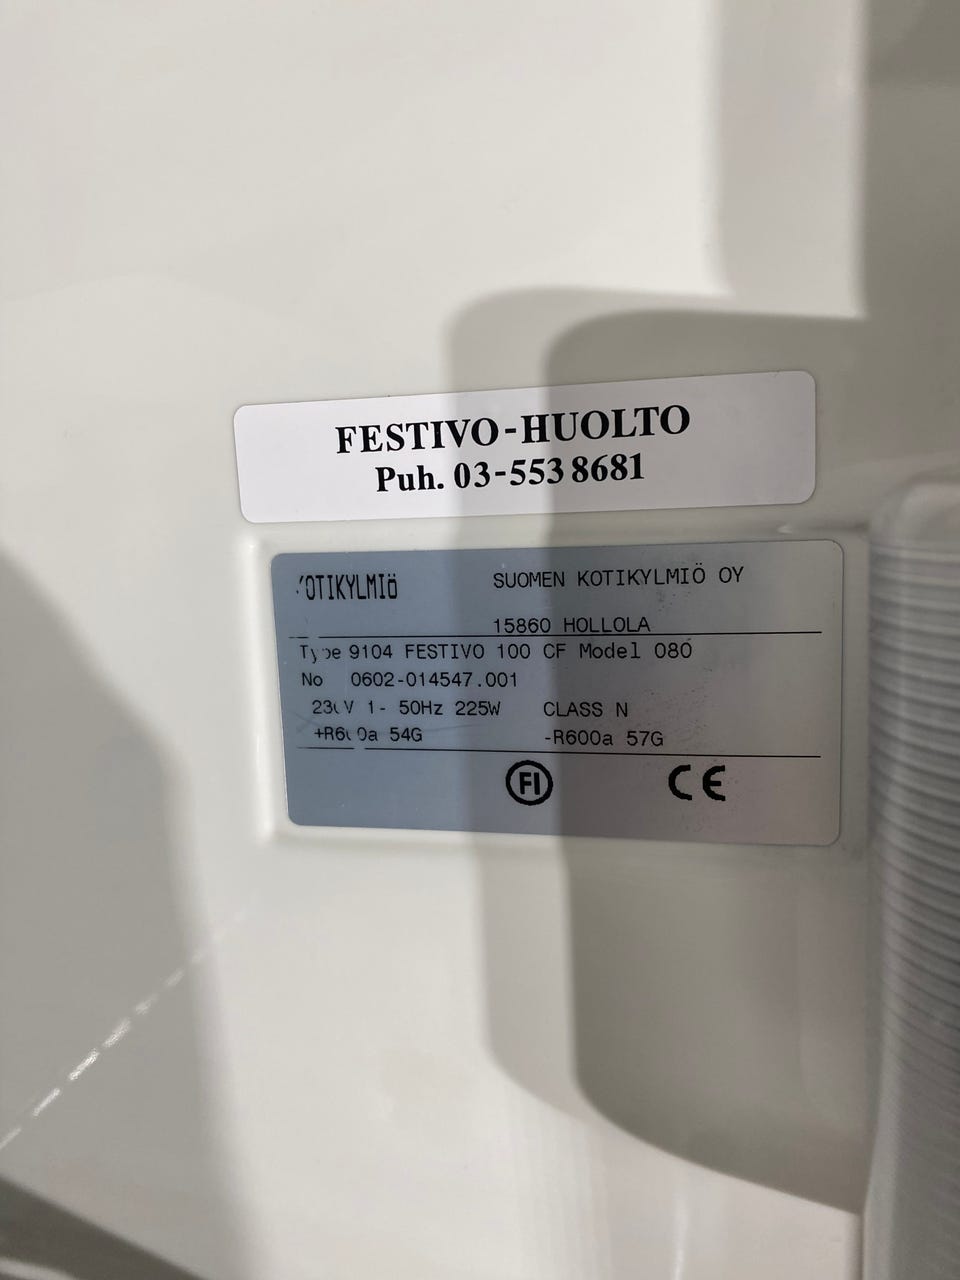 FESTIVO-HUOLTO
Puh. 03-553 8681
KOTIKYLMIÖ SUOMEN KOTIKYLMIÖ OY
15860 HOLLOLA
Type 9104 FESTIVO 100 CF Model 080
No 0602-014547.001
230V 1- 50Hz 225W CLASS N
+R600a 54G -R600a 57G
FI CE